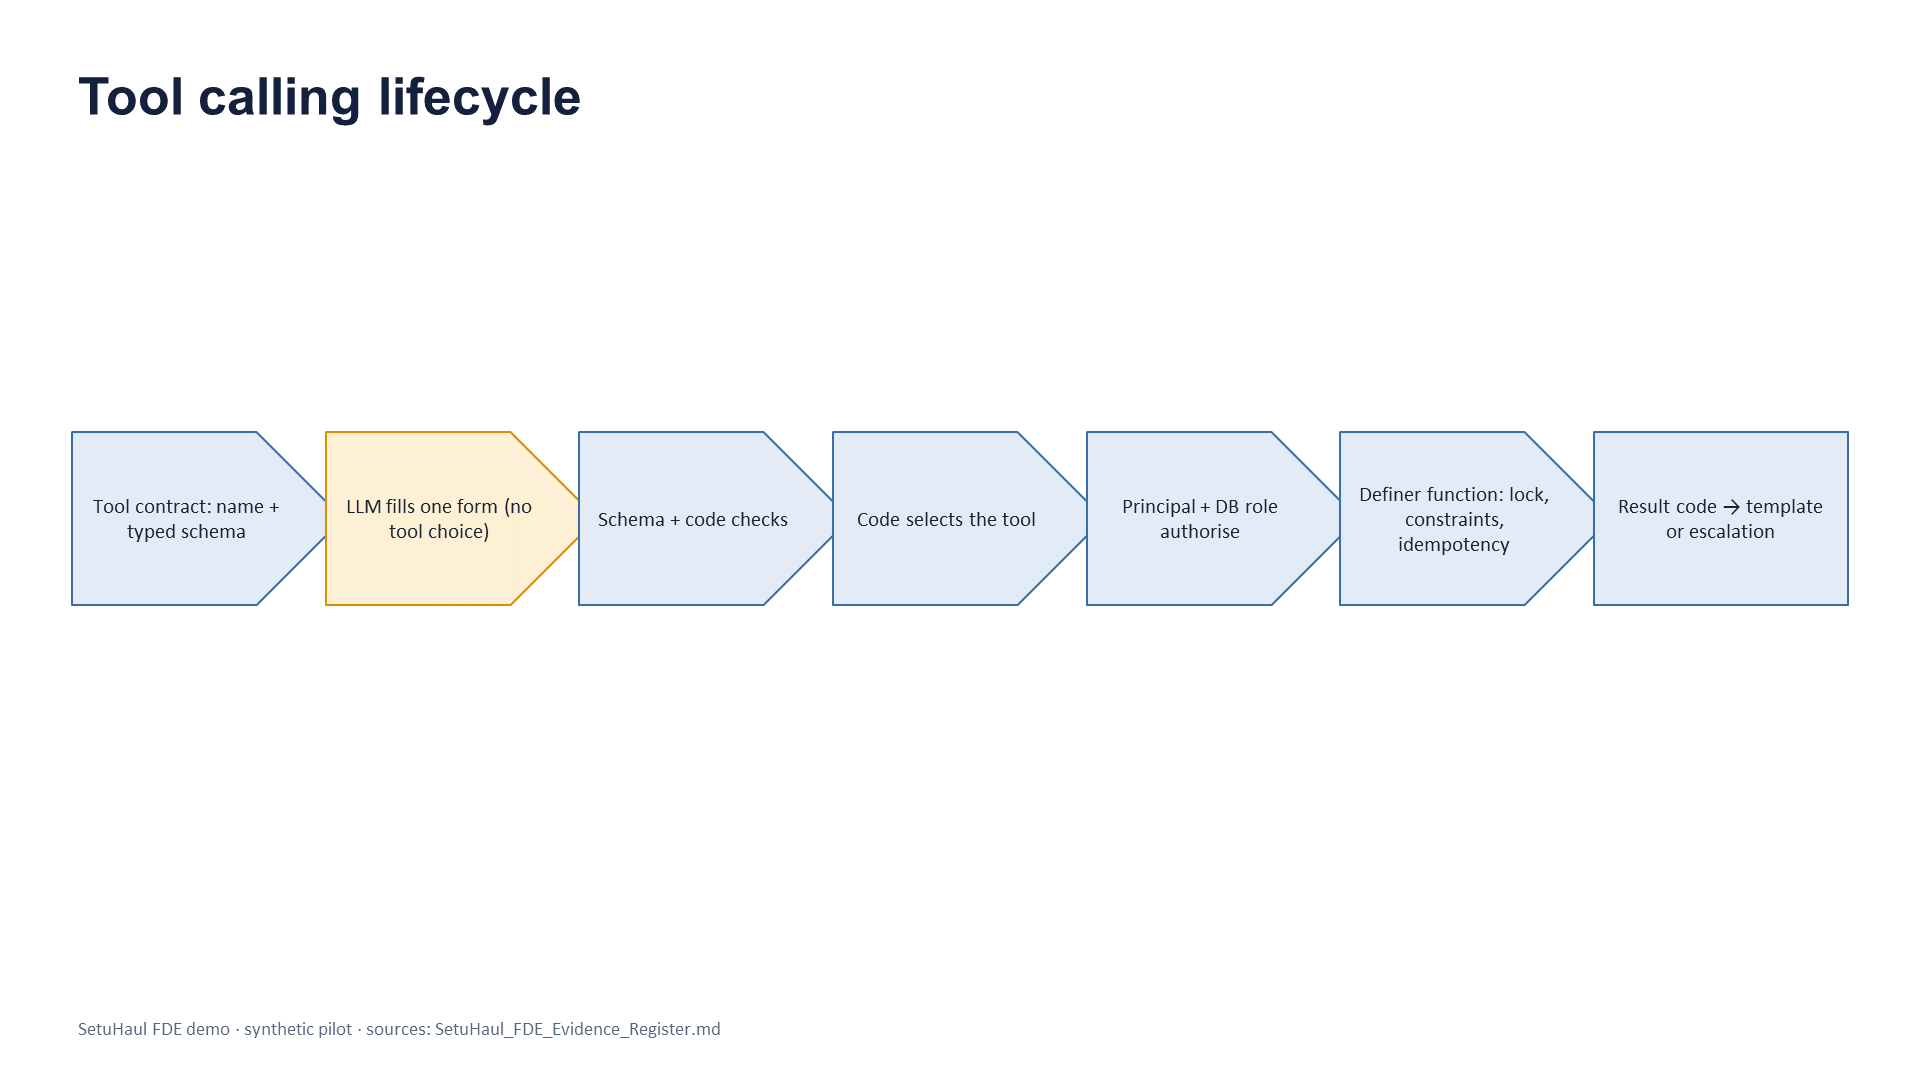 Tool calling lifecycle
Tool contract: name +
typed schema
LLM fills one form (no
tool choice)
Schema + code checks
Code selects the tool
Principal + DB role
authorise
Definer function: lock,
constraints,
idempotency
Result code → template
or escalation
SetuHaul FDE demo · synthetic pilot · sources: SetuHaul_FDE_Evidence_Register.md